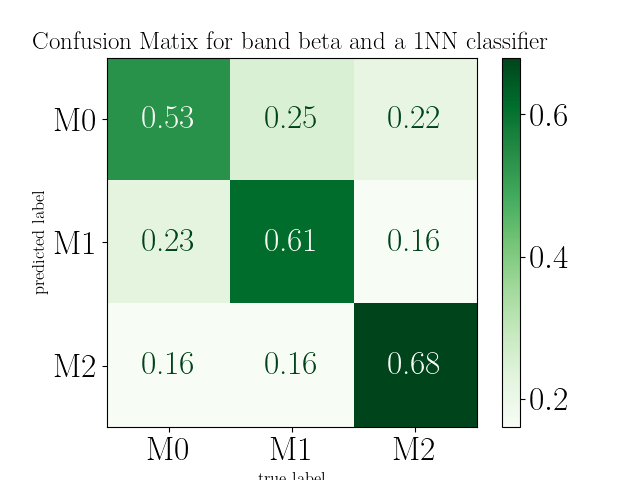 Confusion Matix for band beta and a 1NN classifier
M0 0.53 0.25 0.22
M1 0.23 0.61 0.16
M2 0.16 0.16 0.68
M0 M1 M2
predicted label
true label
0.6
0.4
0.2